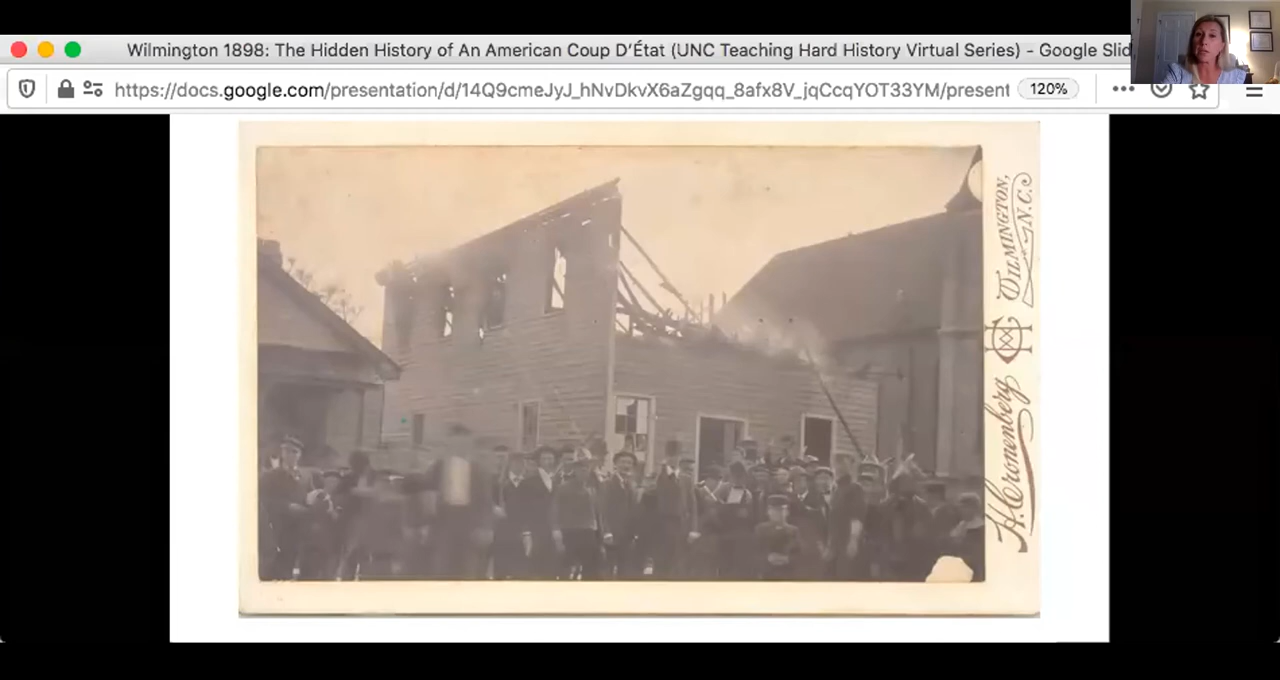 Wilmington 1898: The Hidden History of An American Coup D'État (UNC Teaching Hard History Virtual Series) - Google Slid
https://docs.google.com/presentation/d/14Q9cmeJyJ_hNvDkvX6aZgqq_8afx8V_jqCcqYOT33YM/present
120%
H. Cronenberg
WILMINGTON,
N.C.